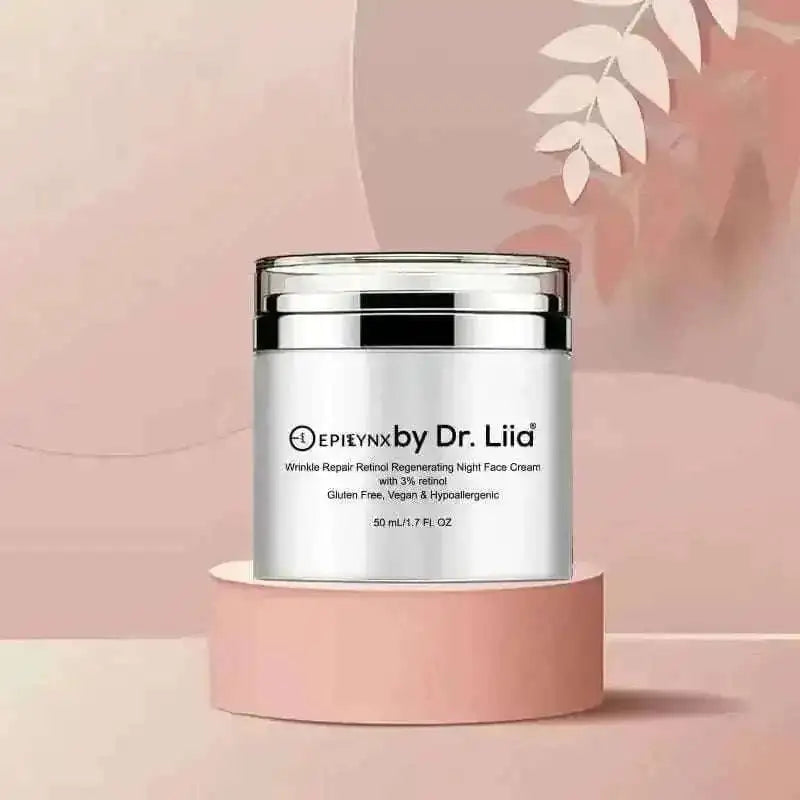 EPILYNX by Dr. Liia®
Wrinkle Repair Retinol Regenerating Night Face Cream
with 3% retinol
Gluten Free, Vegan & Hypoallergenic
50 mL/1.7 Fl. OZ